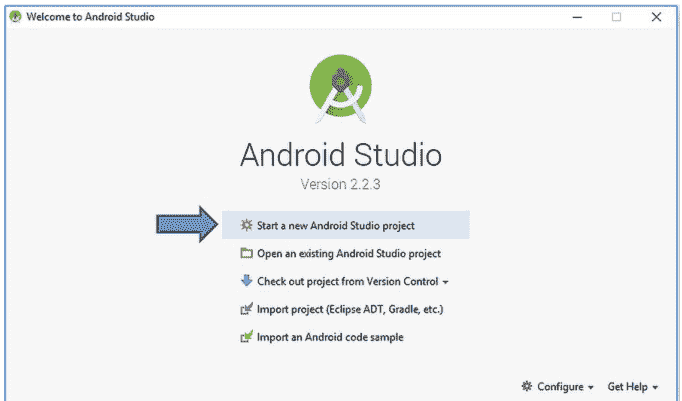 Welcome to Android Studio
Android Studio
Version 2.2.3
Start a new Android Studio project
Open an existing Android Studio project
Check out project from Version Control
Import project (Eclipse ADT, Gradle, etc.)
Import an Android code sample
Configure Get Help